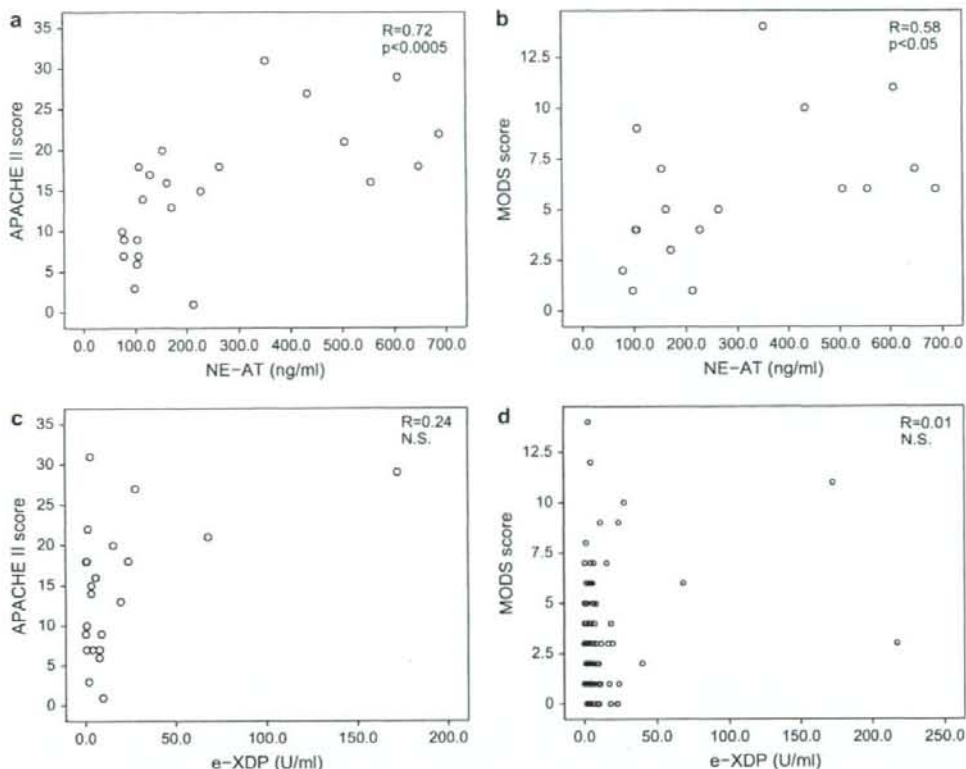 a
R=0.72
p<0.0005
35
30
25
20
15
10
5
0
APACHE II score
0.0 100.0 200.0 300.0 400.0 500.0 600.0 700.0
NE-AT (ng/ml)
b
R=0.58
p<0.05
12.5
10
7.5
5
2.5
0
MODS score
100.0 200.0 300.0 400.0 500.0 600.0 700.0
NE-AT (ng/ml)
c
R=0.24
N.S.
35
30
25
20
15
10
5
0
APACHE II score
0.0 50.0 100.0 150.0 200.0
e-XDP (U/ml)
d
R=0.01
N.S.
12.5
10
7.5
5
2.5
0
MODS score
0.0 50.0 100.0 150.0 200.0 250.0
e-XDP (U/ml)